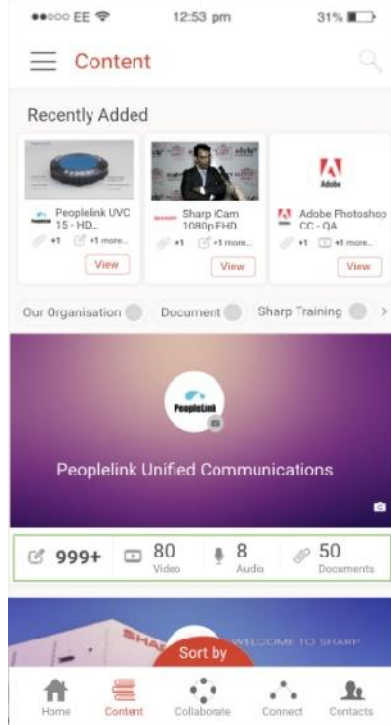 EE 12:53 pm 31%
Content
Recently Added
Adobe
Peoplelink UVC
15 - HD..
+1 +1 more...
View
SHARP
Sharp iCam
1080p FHD
+1 +1 more...
View
Adobe Photoshop
CC - QA
+1 +1 more...
View
Our Organisation Document Sharp Training >
PeopleLink
Peoplelink Unified Communications
999+
80
Video
8
Audio
50
Documents
SHA
WELCOME TO SHARP
Sort by
Home Content Collaborate Connect Contacts